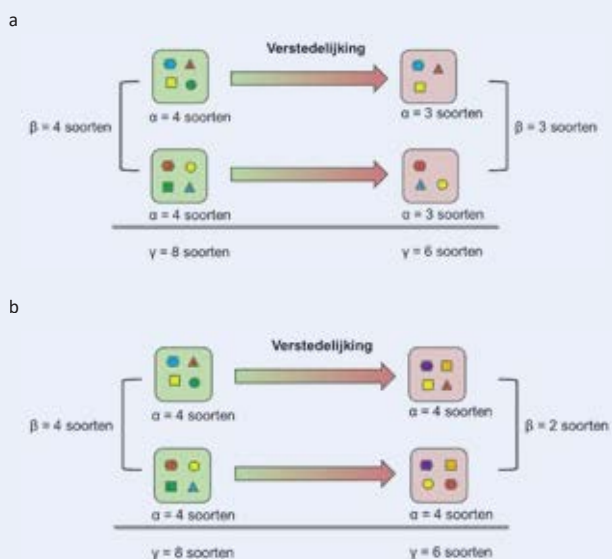 a
Verstedelijking
α = 4 soorten
α = 3 soorten
β = 4 soorten
β = 3 soorten
α = 4 soorten
α = 3 soorten
γ = 8 soorten
γ = 6 soorten
b
Verstedelijking
α = 4 soorten
α = 4 soorten
β = 4 soorten
β = 2 soorten
α = 4 soorten
α = 4 soorten
γ = 8 soorten
γ = 6 soorten